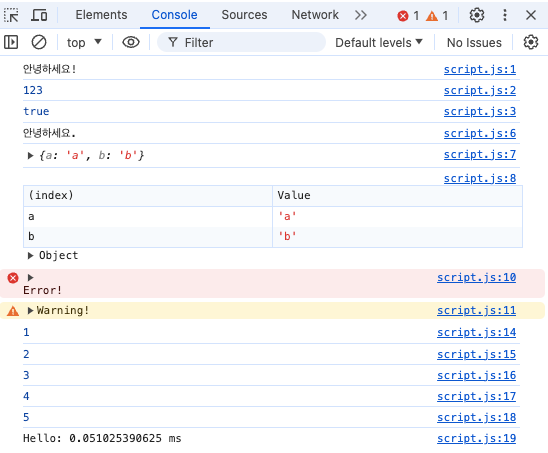 Elements Console Sources Network 1 1
top Filter Default levels No Issues
안녕하세요! script.js:1
123 script.js:2
true script.js:3
안녕하세요. script.js:6
{a: 'a', b: 'b'} script.js:7
script.js:8
(index) Value
a 'a'
b 'b'
Object
script.js:10
Error!
Warning! script.js:11
1 script.js:14
2 script.js:15
3 script.js:16
4 script.js:17
5 script.js:18
Hello: 0.051025390625 ms script.js:19